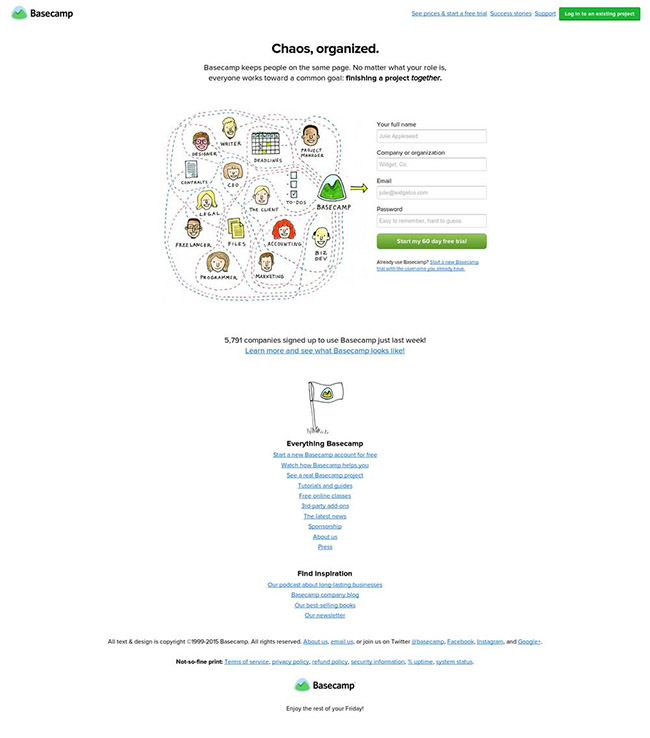 Basecamp
See prices & start a free trial Success stories Support Log in to an existing project
Chaos, organized.
Basecamp keeps people on the same page. No matter what your role is,
everyone works toward a common goal: finishing a project together.
WRITER
DESIGNER
DEADLINES
PROJECT
MANAGER
CONTRACTS
CEO
LEGAL
THE CLIENT
TO-DOS
BASECAMP
FREELANCER
FILES
ACCOUNTING
BIZ
DEV
PROGRAMMER
MARKETING
Your full name
Julie Appleseed
Company or organization
Widget, Co.
Email
julie@widgetco.com
Password
Easy to remember, hard to guess.
Start my 60 day free trial
Already use Basecamp? Start a new Basecamp
trial with the username you already have.
5,791 companies signed up to use Basecamp just last week!
Learn more and see what Basecamp looks like!
Everything Basecamp
Start a new Basecamp account for free
Watch how Basecamp helps you
See a real Basecamp project
Tutorials and guides
Free online classes
3rd-party add-ons
The latest news
Sponsorship
About us
Press
Find Inspiration
Our podcast about long-lasting businesses
Basecamp company blog
Our best-selling books
Our newsletter
All text & design is copyright ©1999-2015 Basecamp. All rights reserved. About us, email us, or join us on Twitter @basecamp, Facebook, Instagram, and Google+.
Not-so-fine print: Terms of service, privacy policy, refund policy, security information, % uptime, system status.
Basecamp
Enjoy the rest of your Friday!